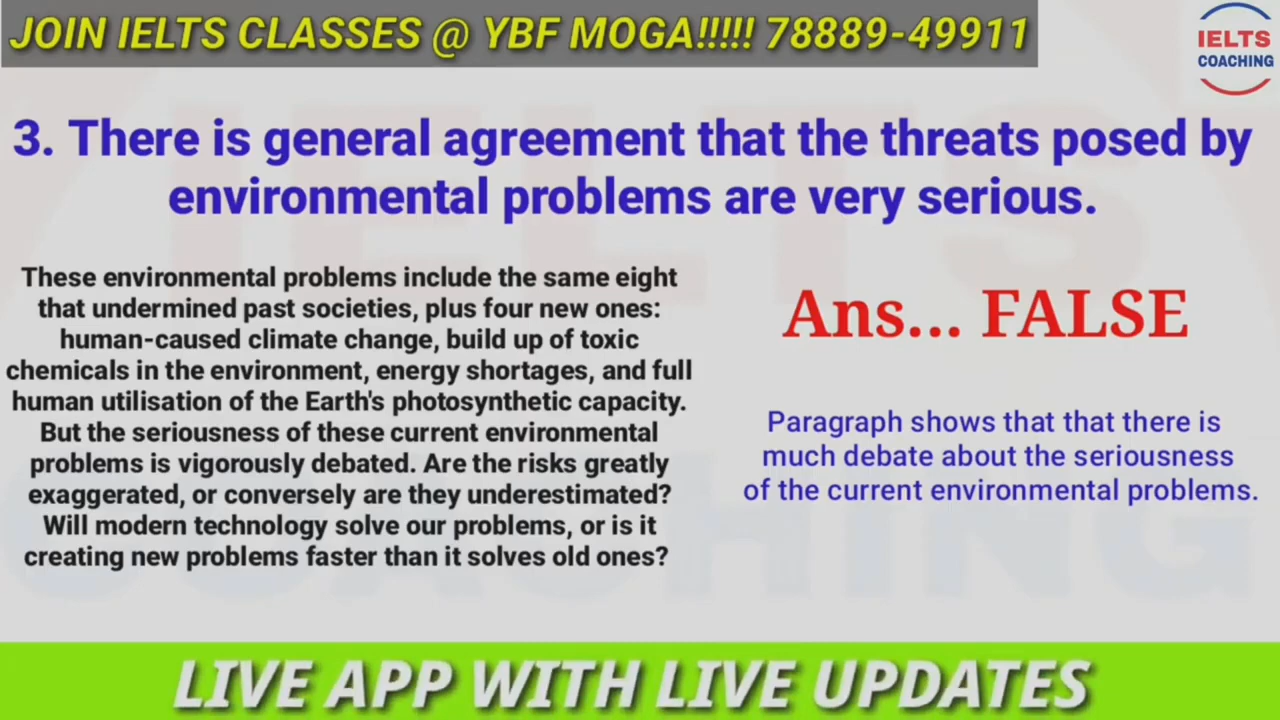 JOIN IELTS CLASSES @ YBF MOGA!!!!! 78889-49911
IELTS
COACHING
3. There is general agreement that the threats posed by
environmental problems are very serious.
These environmental problems include the same eight
that undermined past societies, plus four new ones:
human-caused climate change, build up of toxic
chemicals in the environment, energy shortages, and full
human utilisation of the Earth's photosynthetic capacity.
But the seriousness of these current environmental
problems is vigorously debated. Are the risks greatly
exaggerated, or conversely are they underestimated?
Will modern technology solve our problems, or is it
creating new problems faster than it solves old ones?
Ans... FALSE
Paragraph shows that that there is
much debate about the seriousness
of the current environmental problems.
IELTS
COACHING
LIVE APP WITH LIVE UPDATES